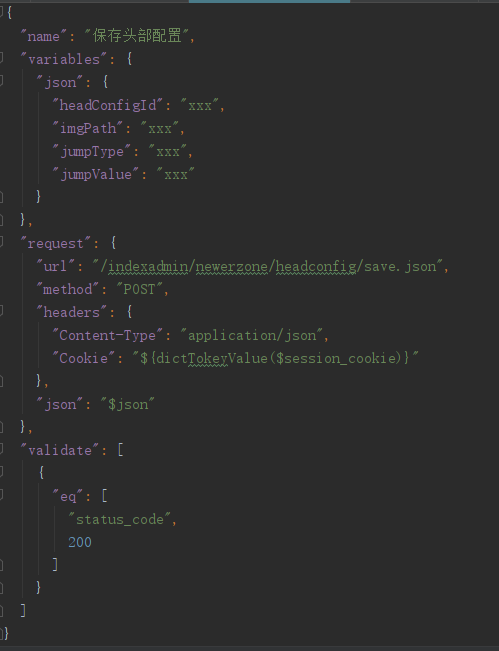 {
"name": "保存头部配置",
"variables": {
"json": {
"headConfigId": "xxx",
"imgPath": "xxx",
"jumpType": "xxx",
"jumpValue": "xxx"
}
},
"request": {
"url": "/indexadmin/newerzone/headconfig/save.json",
"method": "POST",
"headers": {
"Content-Type": "application/json",
"Cookie": "${dictTokeyValue($session_cookie)}"
},
"json": "$json"
},
"validate": [
{
"eq": [
"status_code",
200
]
}
]
}